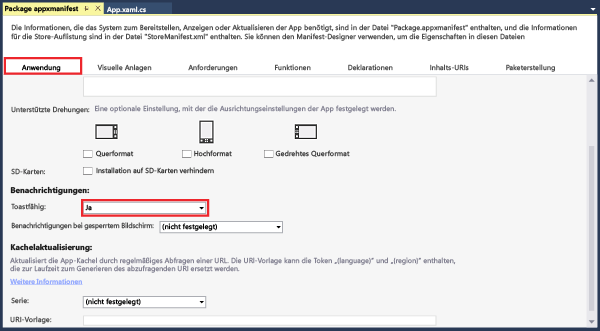 Package appxmanifest App.xaml.cs
Die Informationen, die das System zum Bereitstellen, Anzeigen oder Aktualisieren der App benötigt, sind in der Datei "Package.appxmanifest" enthalten, und die Informationen
für die Store-Auflistung sind in der Datei "StoreManifest.xml" enthalten. Sie können den Manifest-Designer verwenden, um die Eigenschaften in diesen Dateien
Anwendung Visuelle Anlagen Anforderungen Funktionen Deklarationen Inhalts-URIs Paketerstellung
Unterstützte Drehungen: Eine optionale Einstellung, mit der die Ausrichtungseinstellungen der App festgelegt werden.
Querformat Hochformat Gedrehtes Querformat
SD-Karten: Installation auf SD-Karten verhindern
Benachrichtigungen:
Toastfähig: Ja
Benachrichtigungen bei gesperrtem Bildschirm: (nicht festgelegt)
Kachelaktualisierung:
Aktualisiert die App-Kachel durch regelmäßiges Abfragen einer URL. Die URI-Vorlage kann die Token „(language)" und „(region)" enthalten,
die zur Laufzeit zum Generieren des abzufragenden URI ersetzt werden.
Weitere Informationen
Serie: (nicht festgelegt)
URI-Vorlage: